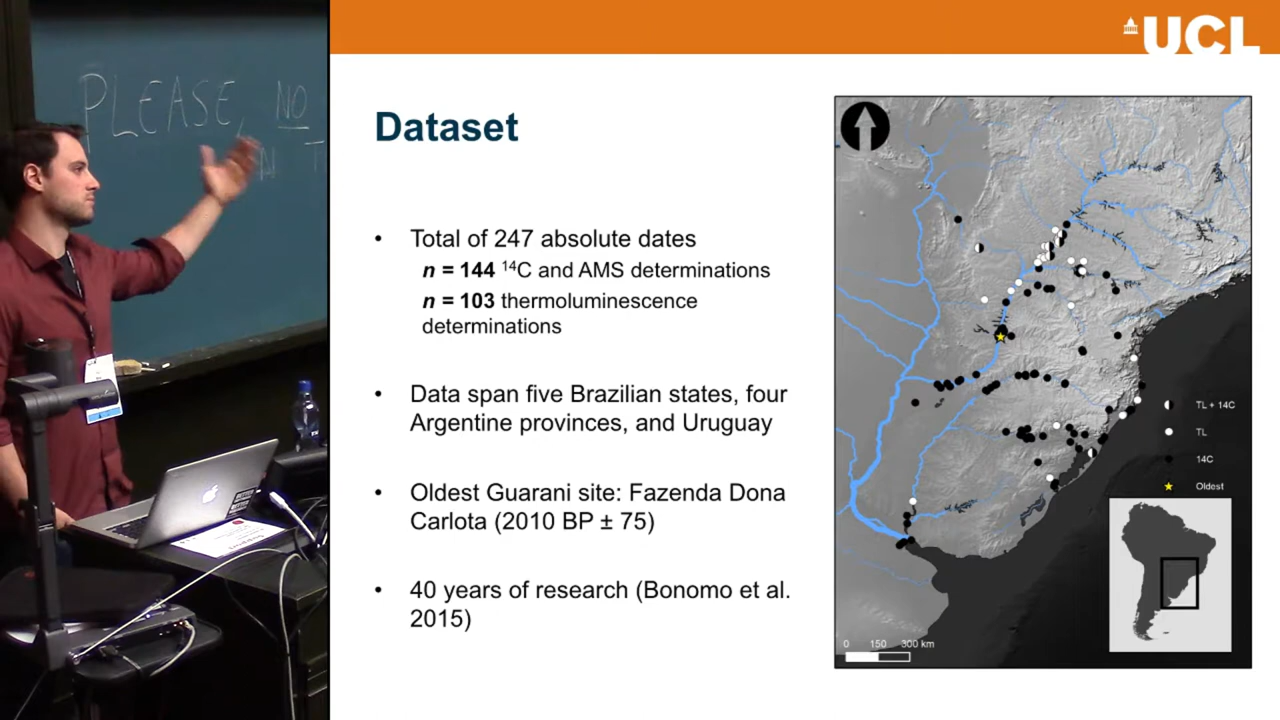 PLEASE, NO
UCL
Dataset
• Total of 247 absolute dates
n = 144 ¹⁴C and AMS determinations
n = 103 thermoluminescence
determinations
• Data span five Brazilian states, four
Argentine provinces, and Uruguay
• Oldest Guarani site: Fazenda Dona
Carlota (2010 BP ± 75)
• 40 years of research (Bonomo et al.
2015)
TL + 14C
TL
14C
Oldest
0 150 300 km